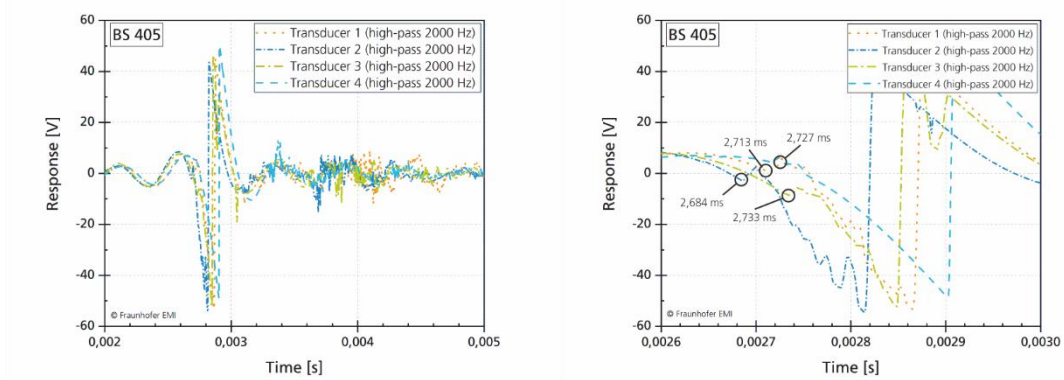 BS 405
Transducer 1 (high-pass 2000 Hz)
Transducer 2 (high-pass 2000 Hz)
Transducer 3 (high-pass 2000 Hz)
Transducer 4 (high-pass 2000 Hz)
60
40
20
0
-20
-40
-60
Response [V]
© Fraunhofer EMI
0,002
0,003
0,004
0,005
Time [s]
BS 405
Transducer 1 (high-pass 2000 Hz)
Transducer 2 (high-pass 2000 Hz)
Transducer 3 (high-pass 2000 Hz)
Transducer 4 (high-pass 2000 Hz)
60
40
20
0
-20
-40
-60
Response [V]
2,713 ms
2,727 ms
2,684 ms
2,733 ms
© Fraunhofer EMI
0,0026
0,0027
0,0028
0,0029
0,0030
Time [s]